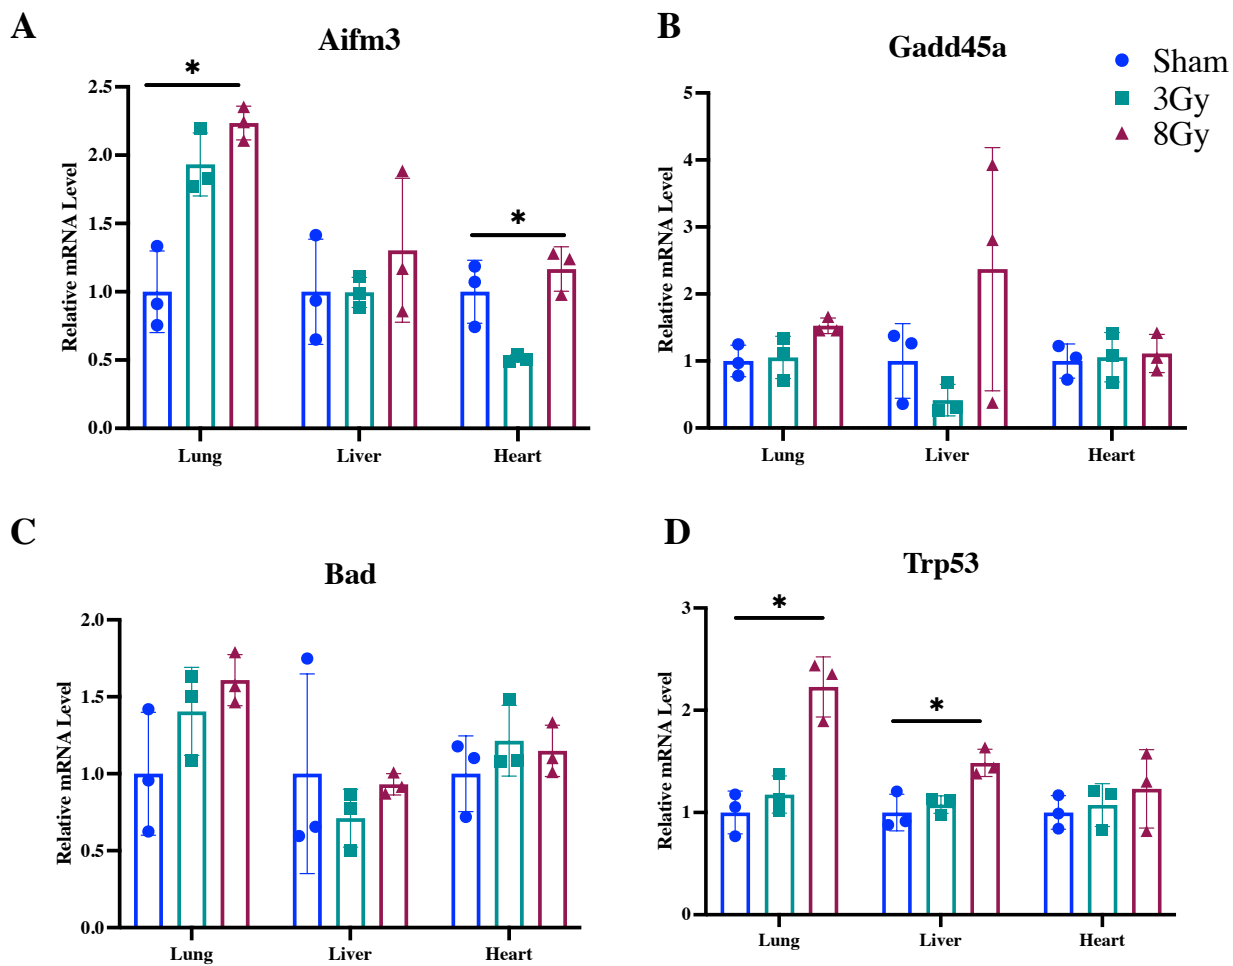 A
Aifm3
*
*
Relative mRNA Level
2.5
2.0
1.5
1.0
0.5
0.0
Lung Liver Heart
B
Gadd45a
Sham
3Gy
8Gy
Relative mRNA Level
5
4
3
2
1
0
Lung Liver Heart
C
Bad
Relative mRNA Level
2.0
1.5
1.0
0.5
0.0
Lung Liver Heart
D
Trp53
*
*
Relative mRNA Level
3
2
1
0
Lung Liver Heart